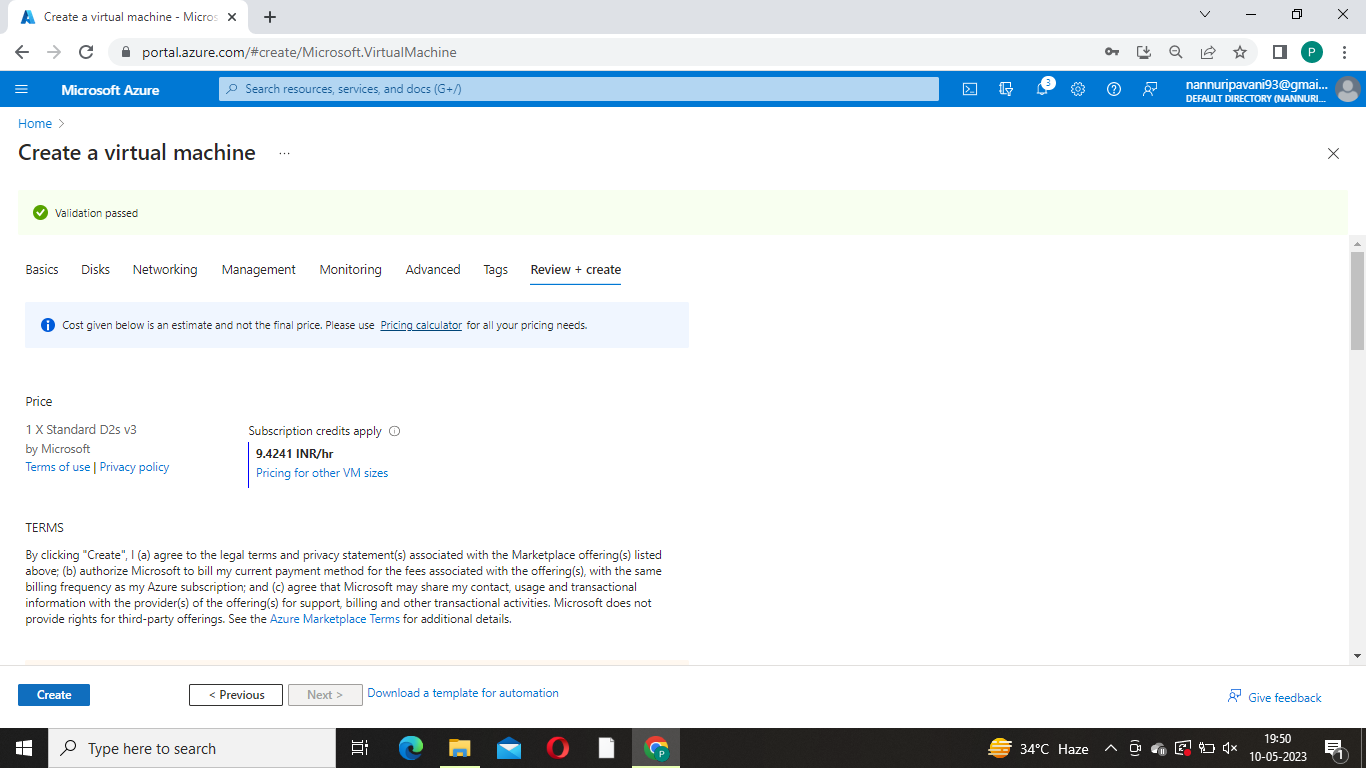 Create a virtual machine - Micros
portal.azure.com/#create/Microsoft.VirtualMachine
P
Microsoft Azure
Search resources, services, and docs (G+/)
3
nannuripavani93@gmai...
DEFAULT DIRECTORY (NANNURI...
Home >
Create a virtual machine ...
Validation passed
Basics Disks Networking Management Monitoring Advanced Tags Review + create
Cost given below is an estimate and not the final price. Please use Pricing calculator for all your pricing needs.
Price
1 X Standard D2s v3
by Microsoft
Terms of use | Privacy policy
Subscription credits apply
9.4241 INR/hr
Pricing for other VM sizes
TERMS
By clicking "Create", I (a) agree to the legal terms and privacy statement(s) associated with the Marketplace offering(s) listed
above; (b) authorize Microsoft to bill my current payment method for the fees associated with the offering(s), with the same
billing frequency as my Azure subscription; and (c) agree that Microsoft may share my contact, usage and transactional
information with the provider(s) of the offering(s) for support, billing and other transactional activities. Microsoft does not
provide rights for third-party offerings. See the Azure Marketplace Terms for additional details.
Create < Previous Next > Download a template for automation
Give feedback
Type here to search
P
34°C Haze
19:50
10-05-2023
1